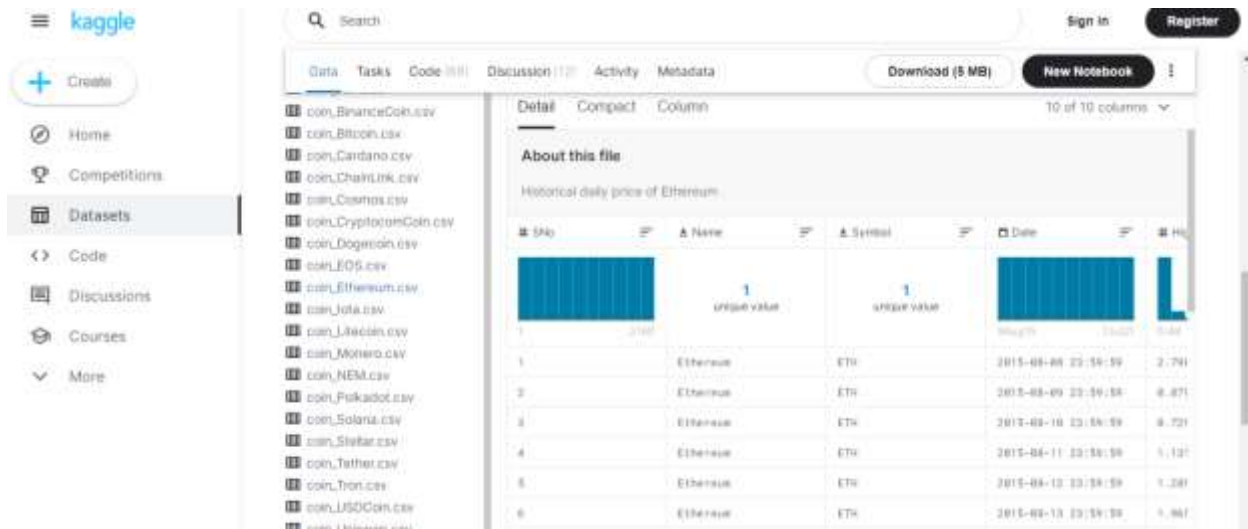 kaggle
Search
Sign In
Register
Create
Home
Competitions
Datasets
Code
Discussions
Courses
More
Data Tasks Code Discussion Activity Metadata
Download (5 MB)
New Notebook
coin_BinanceCoin.csv
coin_Bitcoin.csv
coin_Cardano.csv
coin_ChainLink.csv
coin_Cosmos.csv
coin_CryptocomCoin.csv
coin_Dogecoin.csv
coin_EOS.csv
coin_Ethereum.csv
coin_Iota.csv
coin_Litecoin.csv
coin_Monero.csv
coin_NEM.csv
coin_Polkadot.csv
coin_Solana.csv
coin_Stellar.csv
coin_Tether.csv
coin_Tron.csv
coin_USDCoin.csv
Detail Compact Column
10 of 10 columns
About this file
Historical daily price of Ethereum
# SNo A Name A Symbol Date #
1 unique value
1 unique value
1 Ethereum ETH 2015-08-08 23:59:59
2 Ethereum ETH 2015-08-09 23:59:59
3 Ethereum ETH 2015-08-10 23:59:59
4 Ethereum ETH 2015-08-11 23:59:59
5 Ethereum ETH 2015-08-12 23:59:59
6 Ethereum ETH 2015-08-13 23:59:59